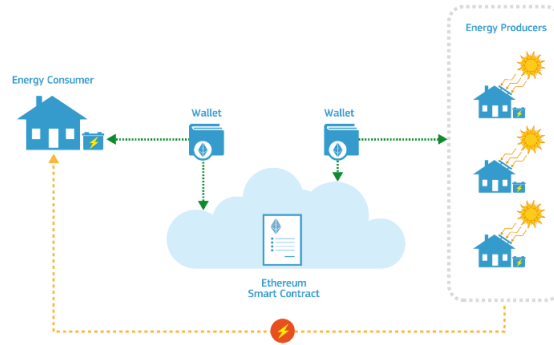 Energy Producers
Energy Consumer
Wallet
Wallet
Ethereum
Smart Contract